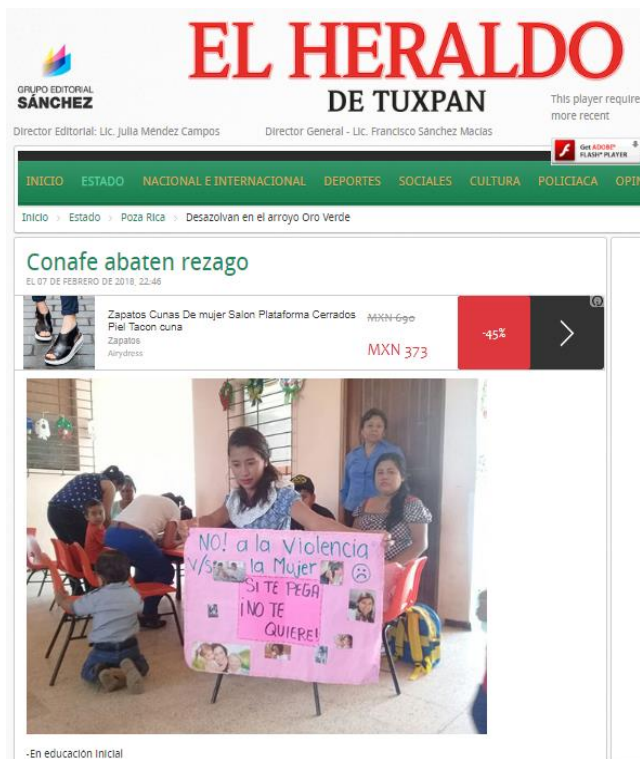 EL HERALDO
DE TUXPAN
GRUPO EDITORIAL
SÁNCHEZ
This player require
more recent
Director Editorial: Lic. Julia Méndez Campos
Director General - Lic. Francisco Sánchez Macías
Get ADOBE®
FLASH® PLAYER
INICIO ESTADO NACIONAL E INTERNACIONAL DEPORTES SOCIALES CULTURA POLICIACA OPIN
Inicio > Estado > Poza Rica > Desazolvan en el arroyo Oro Verde
Conafe abaten rezago
EL 07 DE FEBRERO DE 2018, 22:46
Zapatos Cunas De mujer Salon Plataforma Cerrados
Piel Tacon cuna
Zapatos
Airydress
MXN 690
MXN 373
-45%
NO! a la Violencia
V/S la Mujer
SI TE PEGA
¡NO TE
QUIERE!
-En educación Inicial